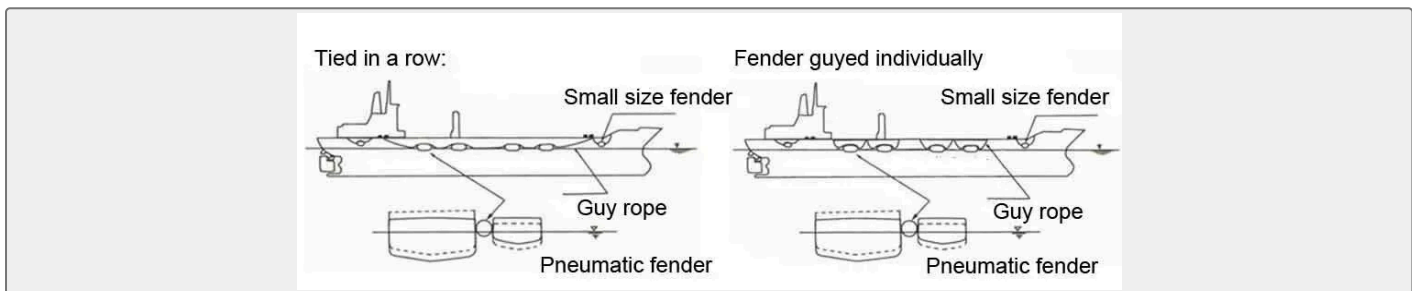 Tied in a row:
Small size fender
Guy rope
Pneumatic fender
Fender guyed individually
Small size fender
Guy rope
Pneumatic fender